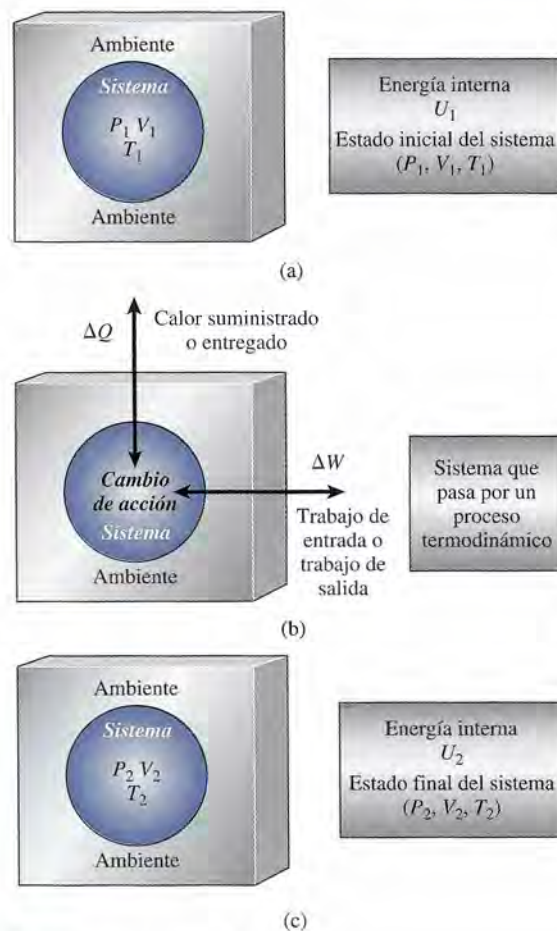 Ambiente
Sistema
P₁ V₁
T₁
Ambiente
Energía interna
U₁
Estado inicial del sistema
(P₁, V₁, T₁)
(a)
ΔQ
Calor suministrado
o entregado
Cambio
de acción
Sistema
Ambiente
ΔW
Trabajo de
entrada o
trabajo de
salida
Sistema que
pasa por un
proceso
termodinámico
(b)
Ambiente
Sistema
P₂ V₂
T₂
Ambiente
Energía interna
U₂
Estado final del sistema
(P₂, V₂, T₂)
(c)